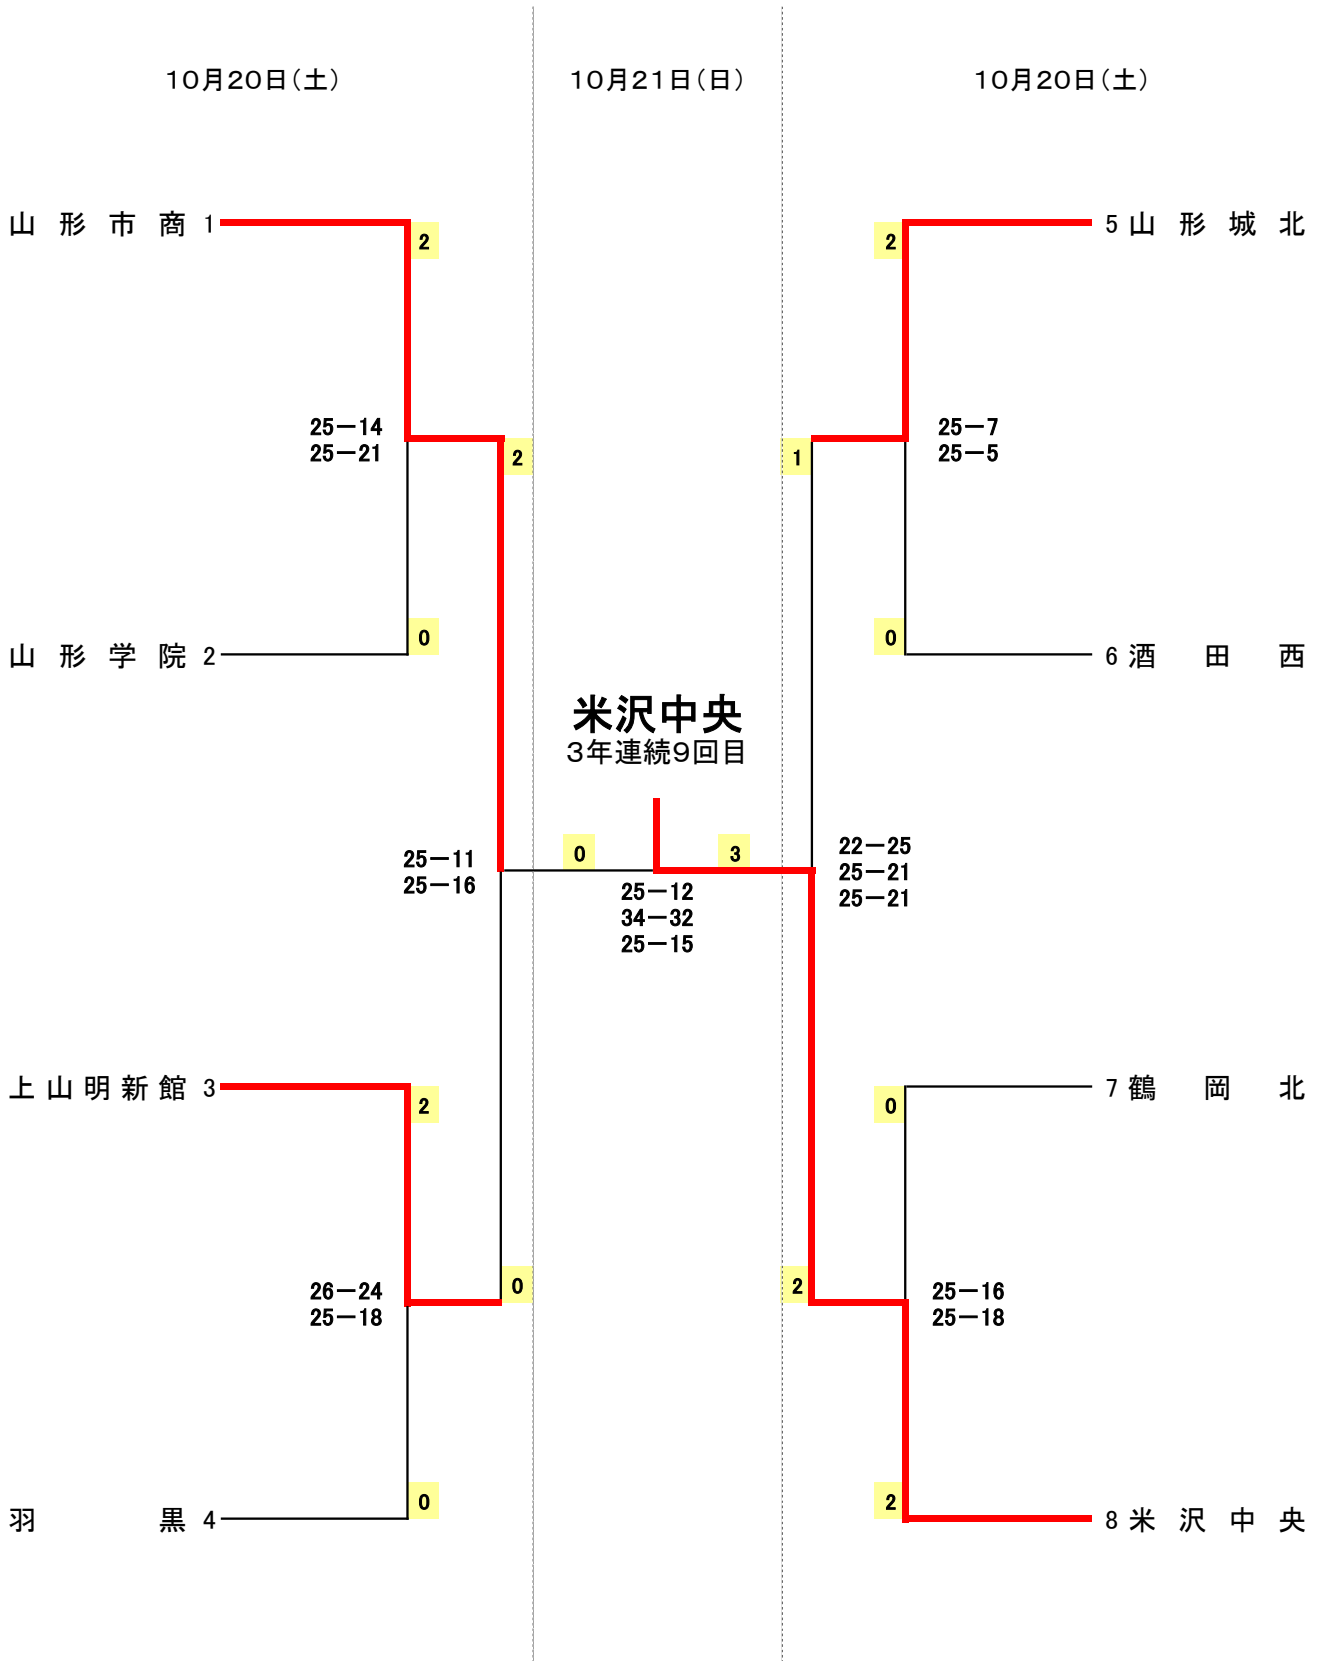 10月20日(土)
10月21日(日)
10月20日(土)
山形市商 1
2
2
5 山形城北
25－14
25－21
2
1
25－7
25－5
0
0
山形学院 2
6 酒田西
米沢中央
3年連続9回目
25－11
25－16
0
3
25－12
34－32
25－15
22－25
25－21
25－21
上山明新館 3
2
0
7 鶴岡北
26－24
25－18
0
2
25－16
25－18
0
2
羽黒 4
8 米沢中央